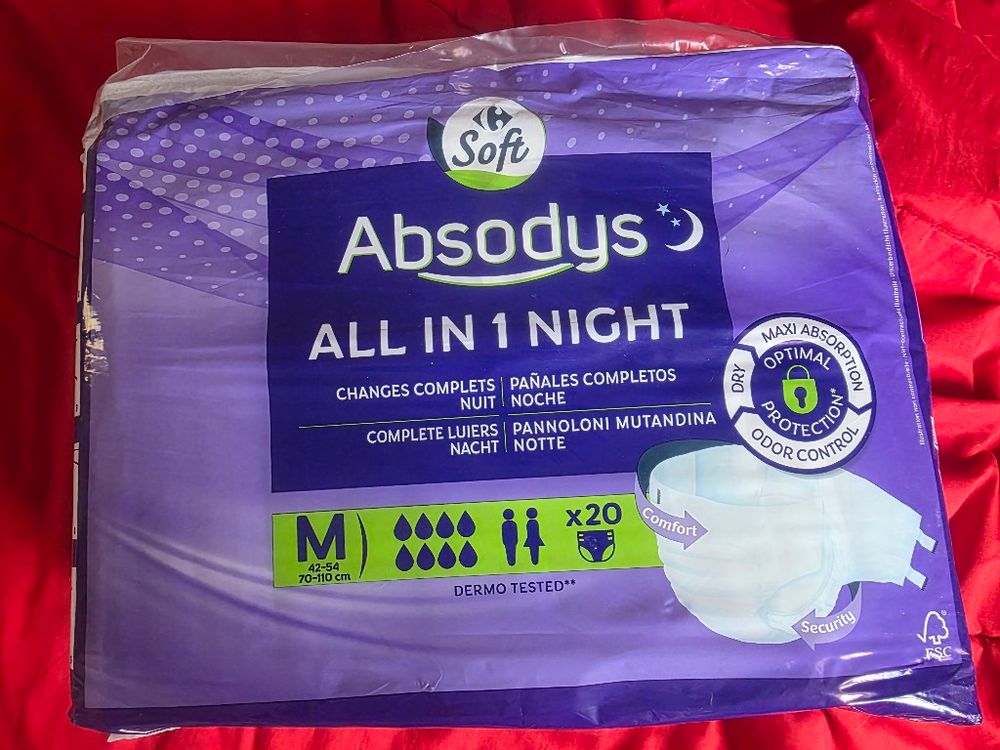 Soft
Absodys
ALL IN 1 NIGHT
CHANGES COMPLETS
NUIT
PAÑALES COMPLETOS
NOCHE
COMPLETE LUIERS
NACHT
PANNOLONI MUTANDINA
NOTTE
MAXI ABSORPTION
DRY
OPTIMAL
PROTECTION*
ODOR CONTROL
M
42-54
70-110 cm
x20
DERMO TESTED**
Comfort
Security
FSC